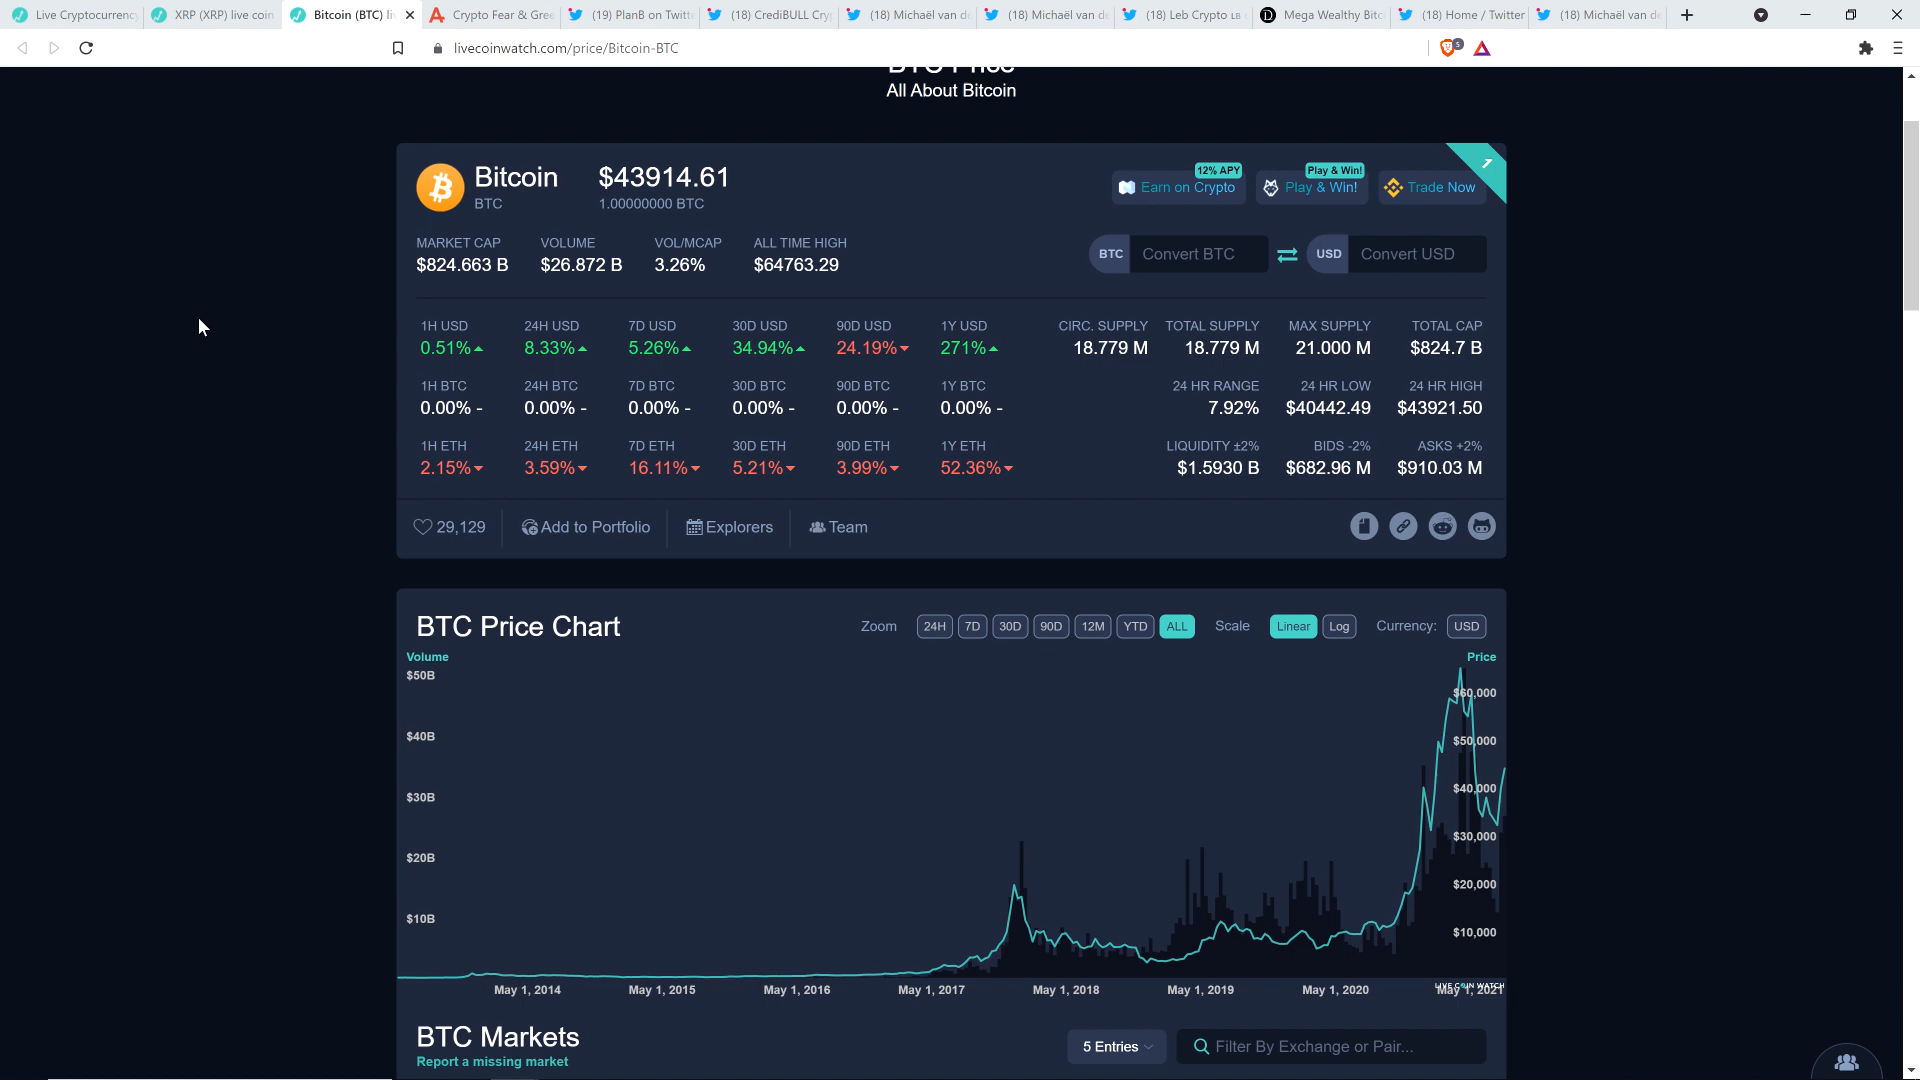 Live Cryptocurrency
XRP (XRP) live coin
Bitcoin (BTC) li
Crypto Fear & Gre
(19) PlanB on Twitt
(18) CrediBULL Cry
(18) Michaël van de
(18) Michaël van de
(18) Leb Crypto LB
Mega Wealthy Bitc
(18) Home / Twitter
(18) Michaël van de
livecoinwatch.com/price/Bitcoin-BTC
5
BTC Price
All About Bitcoin
Bitcoin
$43914.61
BTC
1.00000000 BTC
12% APY
Earn on Crypto
Play & Win!
Play & Win!
Trade Now
1
MARKET CAP VOLUME VOL/MCAP ALL TIME HIGH
$824.663 B $26.872 B 3.26% $64763.29
BTC Convert BTC USD Convert USD
1H USD 24H USD 7D USD 30D USD 90D USD 1Y USD CIRC. SUPPLY TOTAL SUPPLY MAX SUPPLY TOTAL CAP
0.51% 8.33% 5.26% 34.94% 24.19% 271% 18.779 M 18.779 M 21.000 M $824.7 B
1H BTC 24H BTC 7D BTC 30D BTC 90D BTC 1Y BTC 24 HR RANGE 24 HR LOW 24 HR HIGH
0.00% - 0.00% - 0.00% - 0.00% - 0.00% - 0.00% - 7.92% $40442.49 $43921.50
1H ETH 24H ETH 7D ETH 30D ETH 90D ETH 1Y ETH LIQUIDITY ±2% BIDS -2% ASKS +2%
2.15% 3.59% 16.11% 5.21% 3.99% 52.36% $1.5930 B $682.96 M $910.03 M
29,129 Add to Portfolio Explorers Team
BTC Price Chart
Zoom 24H 7D 30D 90D 12M YTD ALL Scale Linear Log Currency: USD
Volume Price
$50B
$60,000
$40B
$50,000
$30B
$40,000
$30,000
$20B
$20,000
$10B
$10,000
LIVE COIN WATCH
May 1, 2014 May 1, 2015 May 1, 2016 May 1, 2017 May 1, 2018 May 1, 2019 May 1, 2020 May 1, 2021
BTC Markets
Report a missing market
5 Entries
Filter By Exchange or Pair...